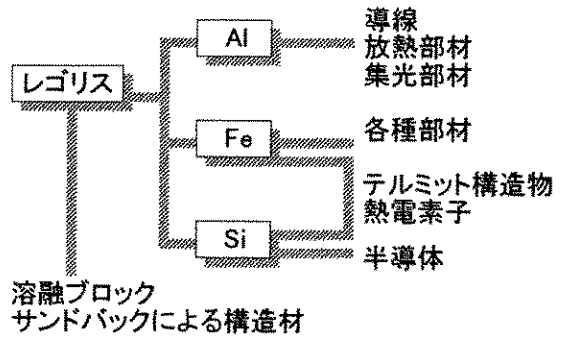 導線
放熱部材
集光部材
Al
レゴリス
Fe
各種部材
テルミット構造物
熱電素子
Si
半導体
溶融ブロック
サンドバックによる構造材